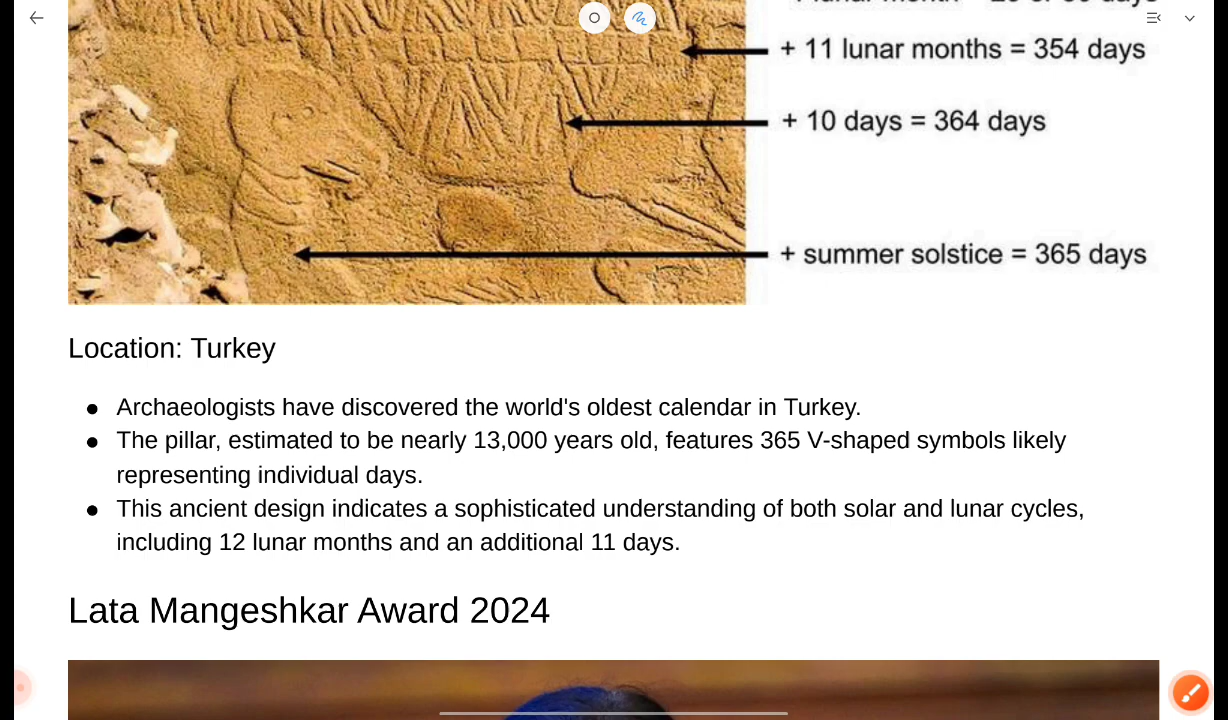 + 11 lunar months = 354 days
+ 10 days = 364 days
+ summer solstice = 365 days
Location: Turkey
● Archaeologists have discovered the world's oldest calendar in Turkey.
● The pillar, estimated to be nearly 13,000 years old, features 365 V-shaped symbols likely
representing individual days.
● This ancient design indicates a sophisticated understanding of both solar and lunar cycles,
including 12 lunar months and an additional 11 days.
Lata Mangeshkar Award 2024